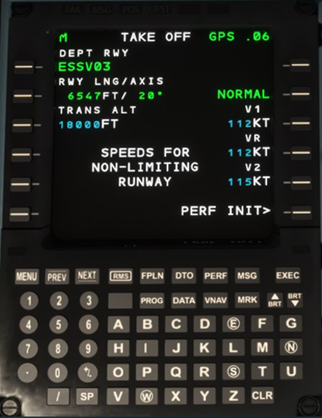 M TAKE OFF GPS .06
DEPT RWY
ESSV03
RWY LNG/AXIS
6547FT/ 20° NORMAL
TRANS ALT V1
18000FT 112KT
VR
SPEEDS FOR 112KT
NON-LIMITING V2
RUNWAY 115KT
PERF INIT>
MENU PREV NEXT RMS FPLN DTO PERF MSG EXEC
1 2 3 PROG DATA VNAV MRK BRT BRT
4 5 6 A B C D E F G
7 8 9 H I J K L M N
· 0 +/- O P Q R S T U
/ SP V W X Y Z CLR